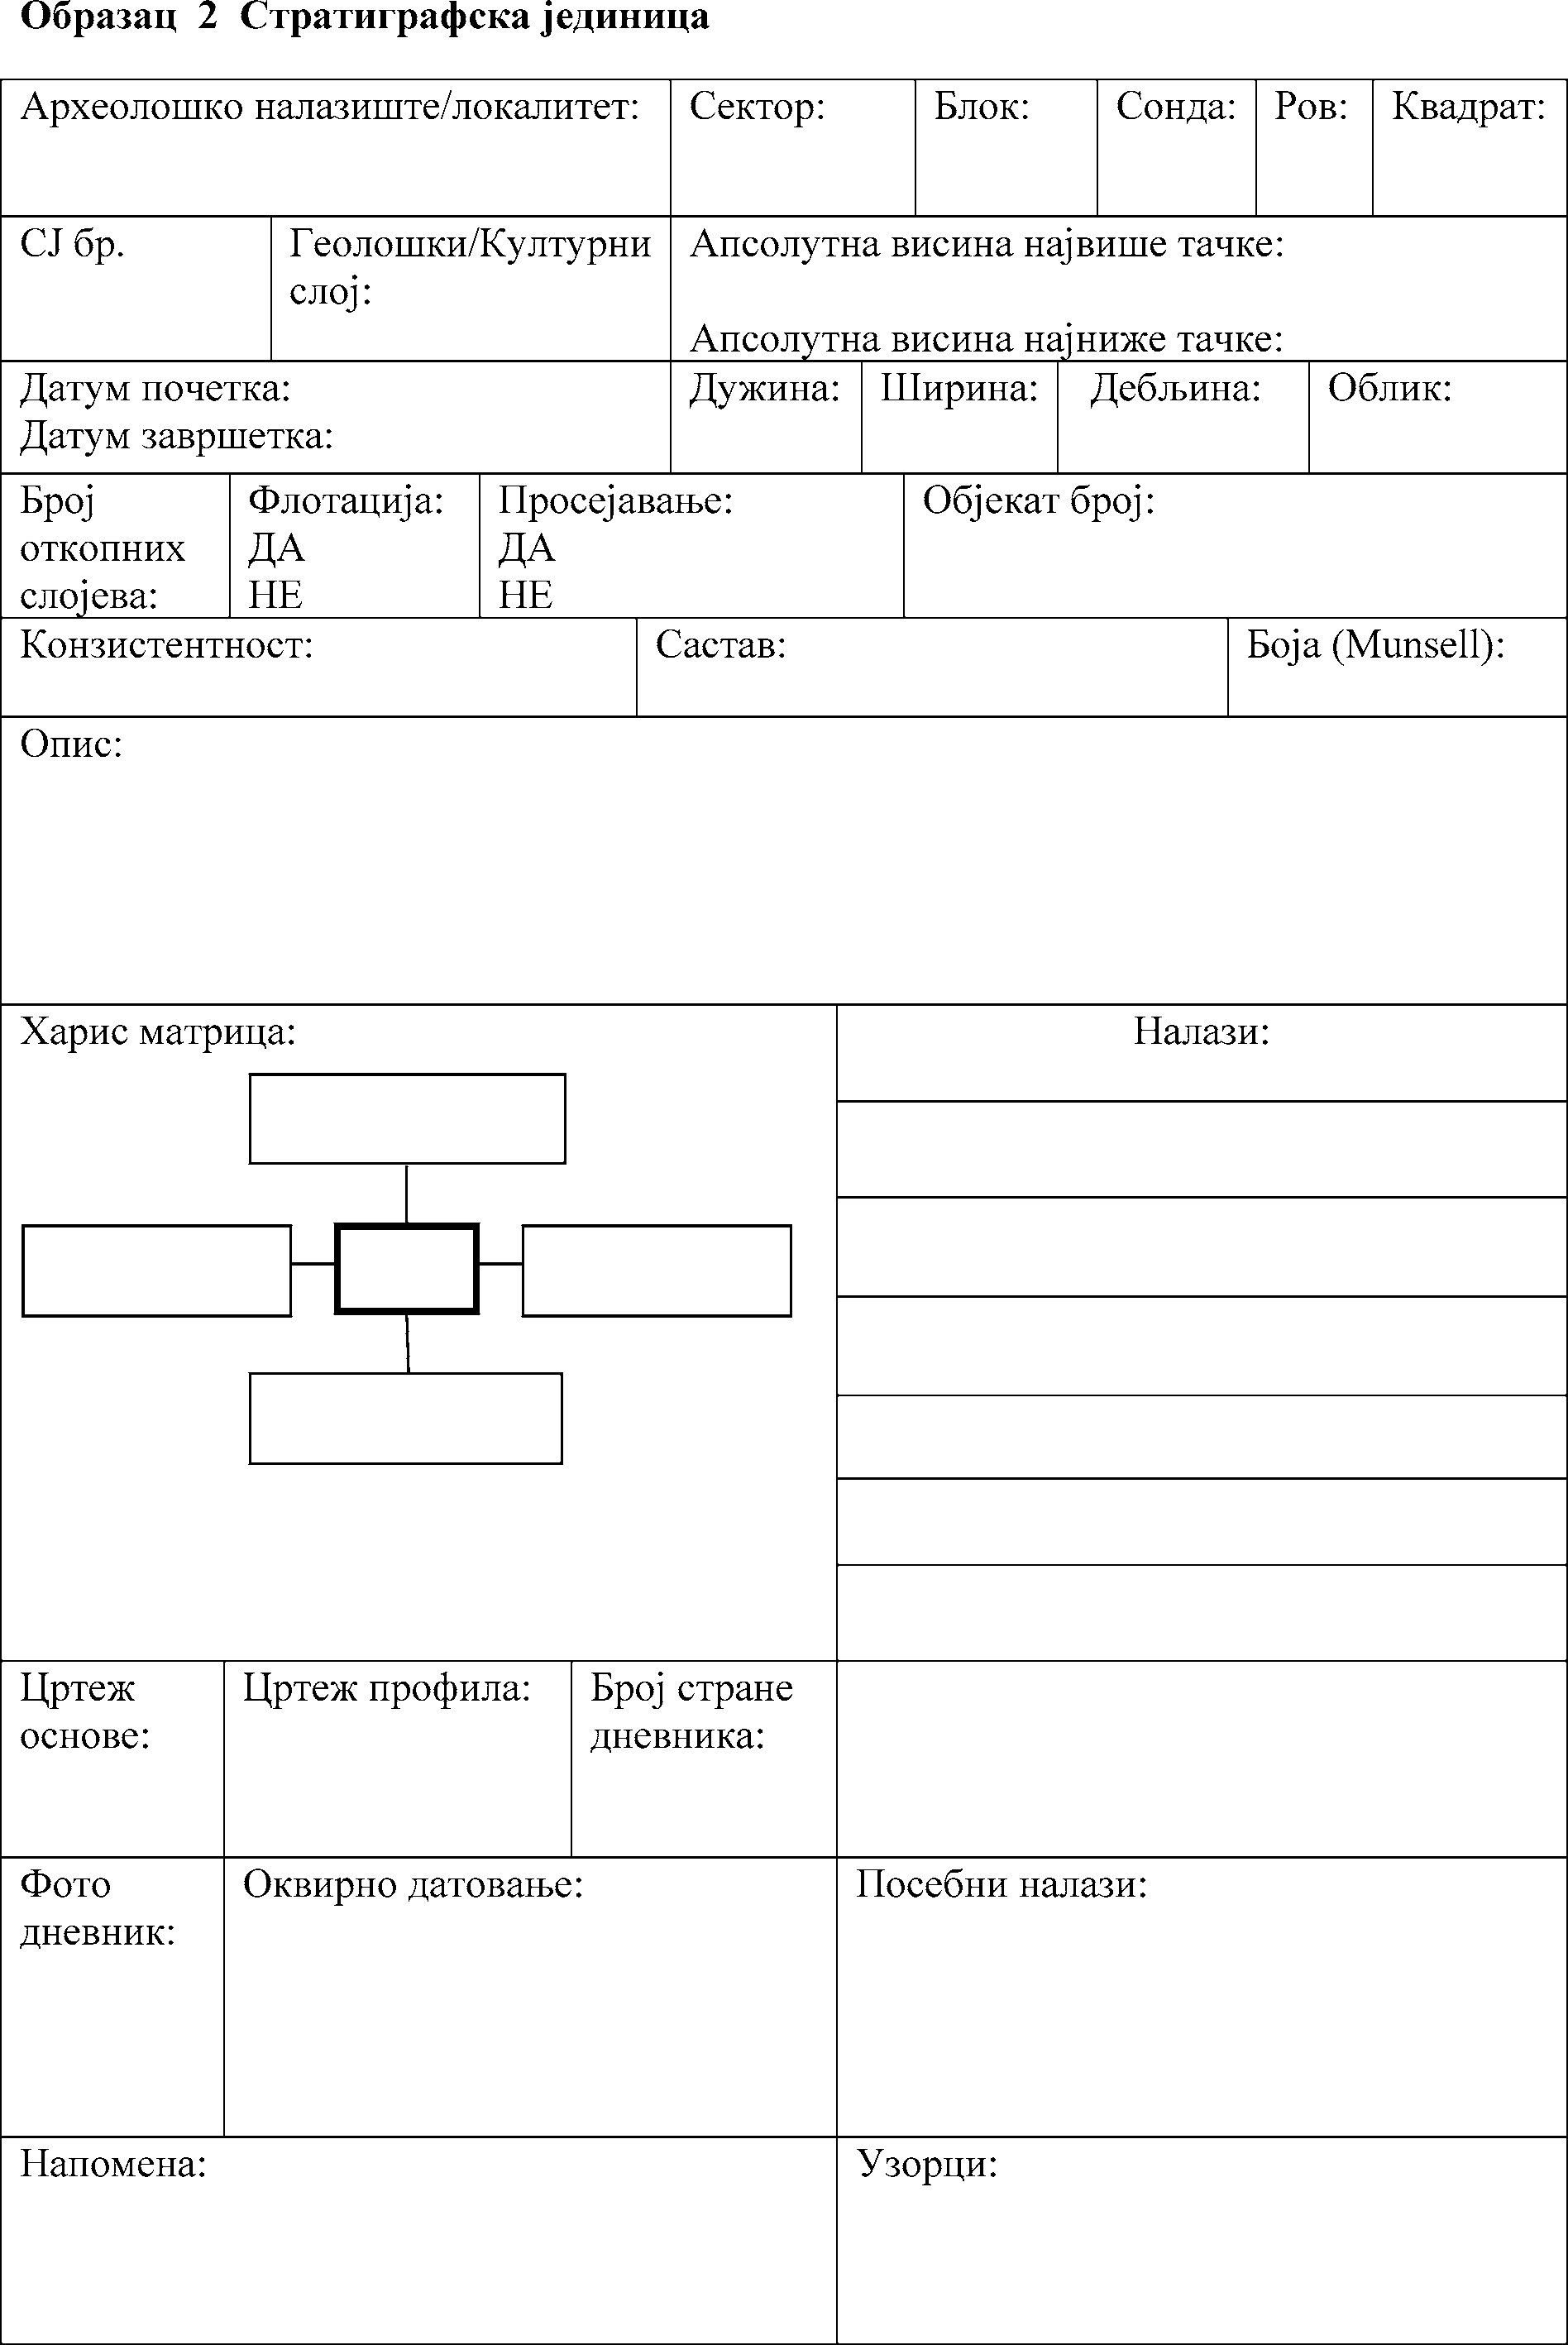 Образац 2 Стратиграфска јединица
Археолошко налазиште/локалитет:
Сектор:
Блок:
Сонда:
Ров:
Квадрат:
СЈ бр.
Геолошки/Културни
слој:
Апсолутна висина највише тачке:
Апсолутна висина најниже тачке:
Датум почетка:
Датум завршетка:
Дужина:
Ширина:
Дебљина:
Облик:
Број
откопних
слојева:
Флотација:
ДА
НЕ
Просејавање:
ДА
НЕ
Објекат број:
Конзистентност:
Састав:
Боја (Munsell):
Опис:
Харис матрица:
Налази:
Цртеж
основе:
Цртеж профила:
Број стране
дневника:
Фото
дневник:
Оквирно датовање:
Посебни налази:
Напомена:
Узорци: